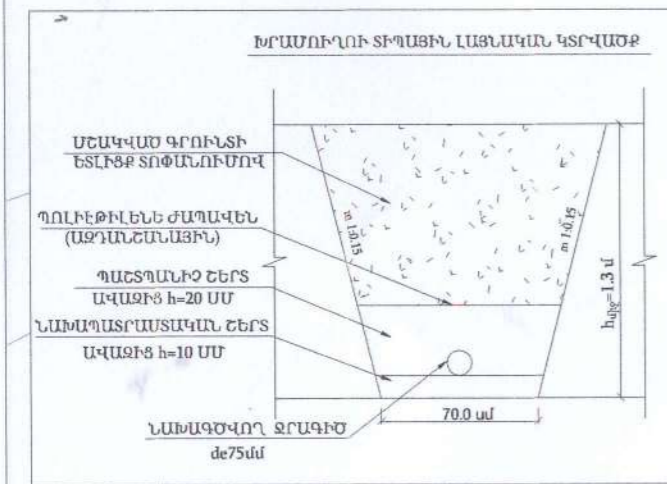 ԽՐԱՄՈՒՂՈՒ ՏԻՊԱՅԻՆ ԼԱՅՆԱԿԱՆ ԿՏՐՎԱԾՔ
ՄՇԱԿՎԱԾ ԳՐՈՒՆՏԻ
ԵՏԼԻՑՔ ՏՈՓԱՆՈՒՄՈՎ
ՊՈԼԻԷԹԻԼԵՆԵ ԺԱՊԱՎԵՆ
(ԱԶԴԱՆՇԱՆԱՅԻՆ)
ՊԱՇՏՊԱՆԻՉ ՇԵՐՏ
ԱՎԱԶԻՑ h=20 ՍՄ
ՆԱԽԱՊԱՏՐԱՍՏԱԿԱՆ ՇԵՐՏ
ԱՎԱԶԻՑ h=10 ՍՄ
ՆԱԽԱԳԾՎՈՂ ՋՐԱԳԻԾ
de75մմ
m 1:0.15
m 1:0.15
hմիջ=1.3 մ
70.0 սմ